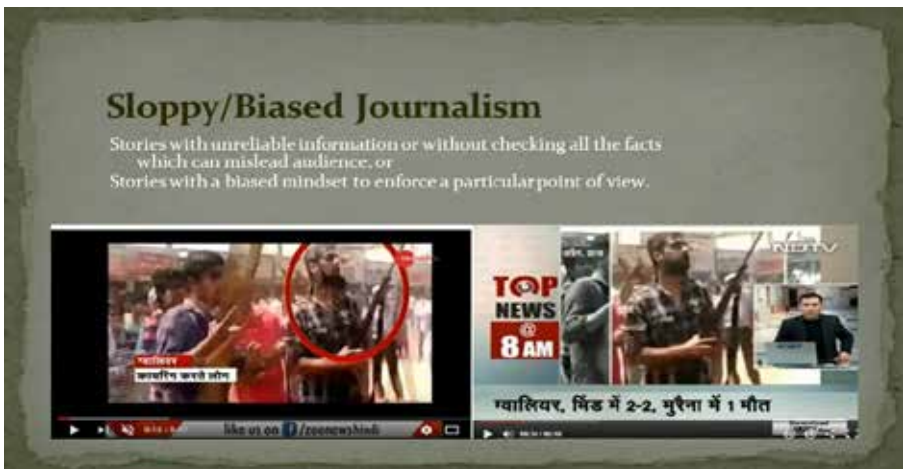 Sloppy/Biased Journalism
Stories with unreliable information or without checking all the facts
which can mislead audience, or
Stories with a biased mindset to enforce a particular point of view.
ग्वालियर
फायरिंग करते लोग
like us on f /zeenewshindi
NDTV
TOP
NEWS
@
8 AM
ग्वालियर, भिंड में 2-2, मुरैना में 1 मौत